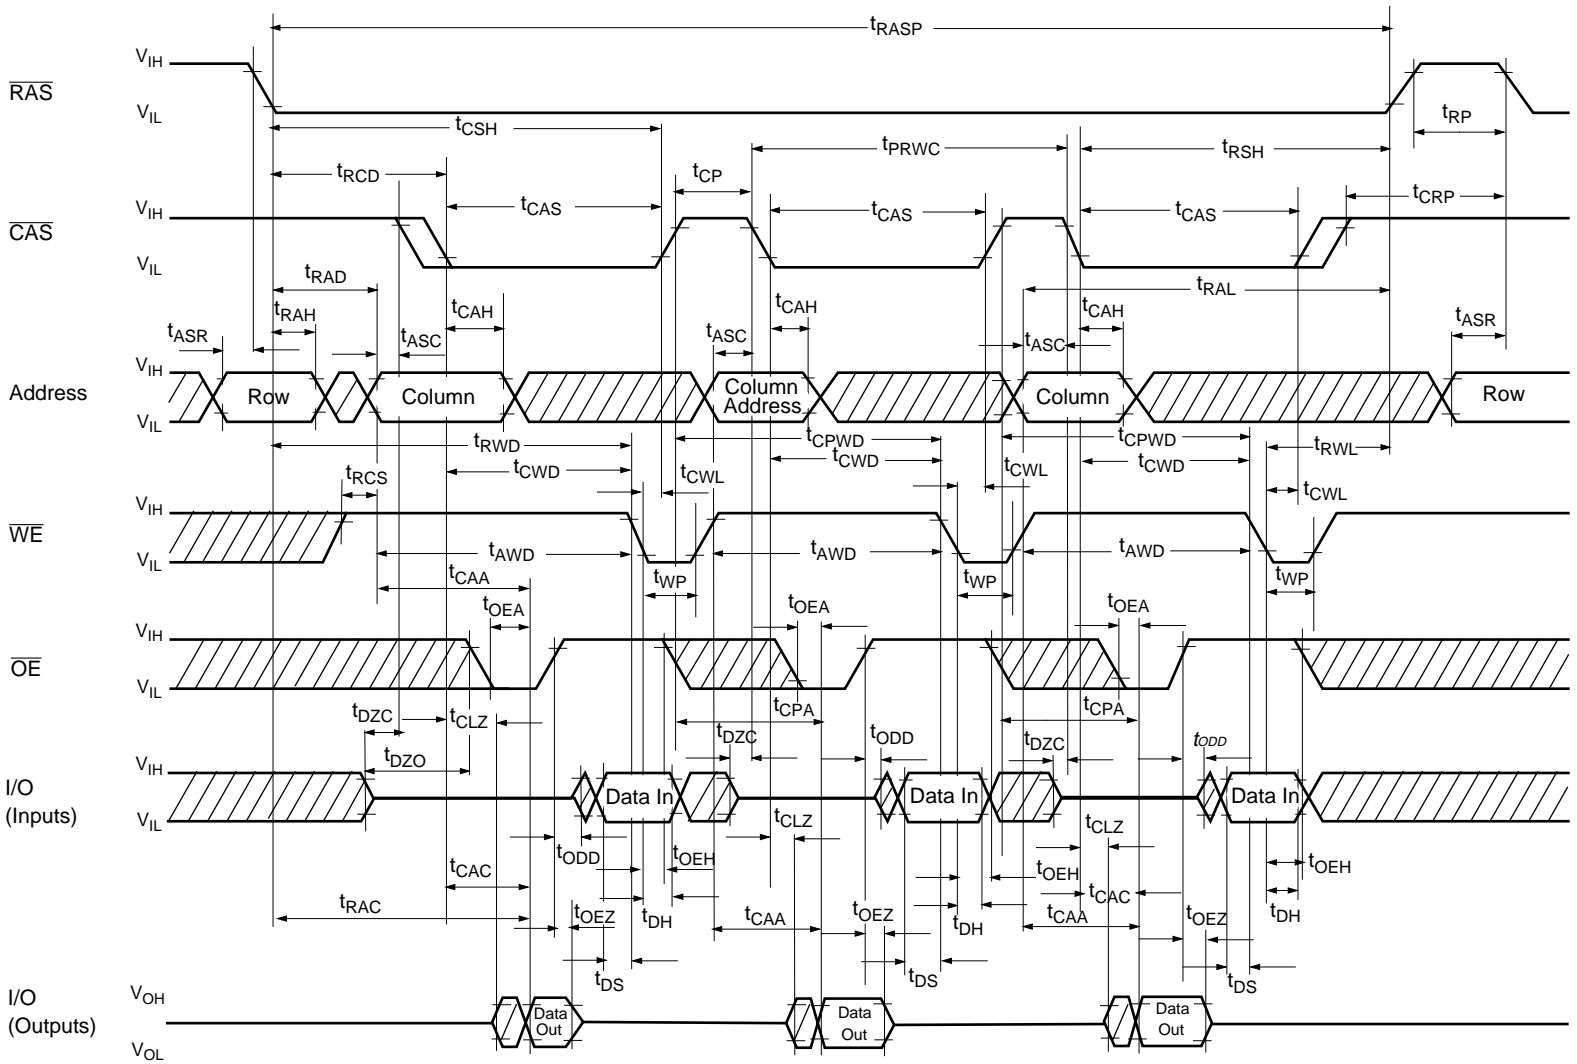 tRASP
VIH
RAS
VIL
tCSH
tRP
tPRWC
tRSH
tRCD
tCP
tCAS
tCAS
tCAS
tCRP
VIH
CAS
VIL
tRAD
tRAL
tRAH
tCAH
tCAH
tCAH
tASR
tASC
tASC
tASC
tASR
VIH
Address
Row
Column
Column
Address
Column
Row
VIL
tRWD
tCPWD
tCPWD
tRWL
tCWD
tCWD
tCWD
tRCS
tCWL
tCWL
tCWL
VIH
WE
VIL
tAWD
tAWD
tAWD
tCAA
tWP
tWP
tWP
tOEA
tOEA
tOEA
VIH
OE
VIL
tDZC
tCLZ
tCPA
tCPA
tDZO
tDZC
tODD
tDZC
tODD
VIH
I/O
(Inputs)
Data In
Data In
Data In
VIL
tODD
tOEH
tCLZ
tOEH
tCLZ
tOEH
tCAC
tCAC
tRAC
tOEZ
tDH
tCAA
tOEZ
tDH
tCAA
tOEZ
tDH
tDS
tDS
tDS
VOH
I/O
(Outputs)
Data
Out
Data
Out
Data
Out
VOL